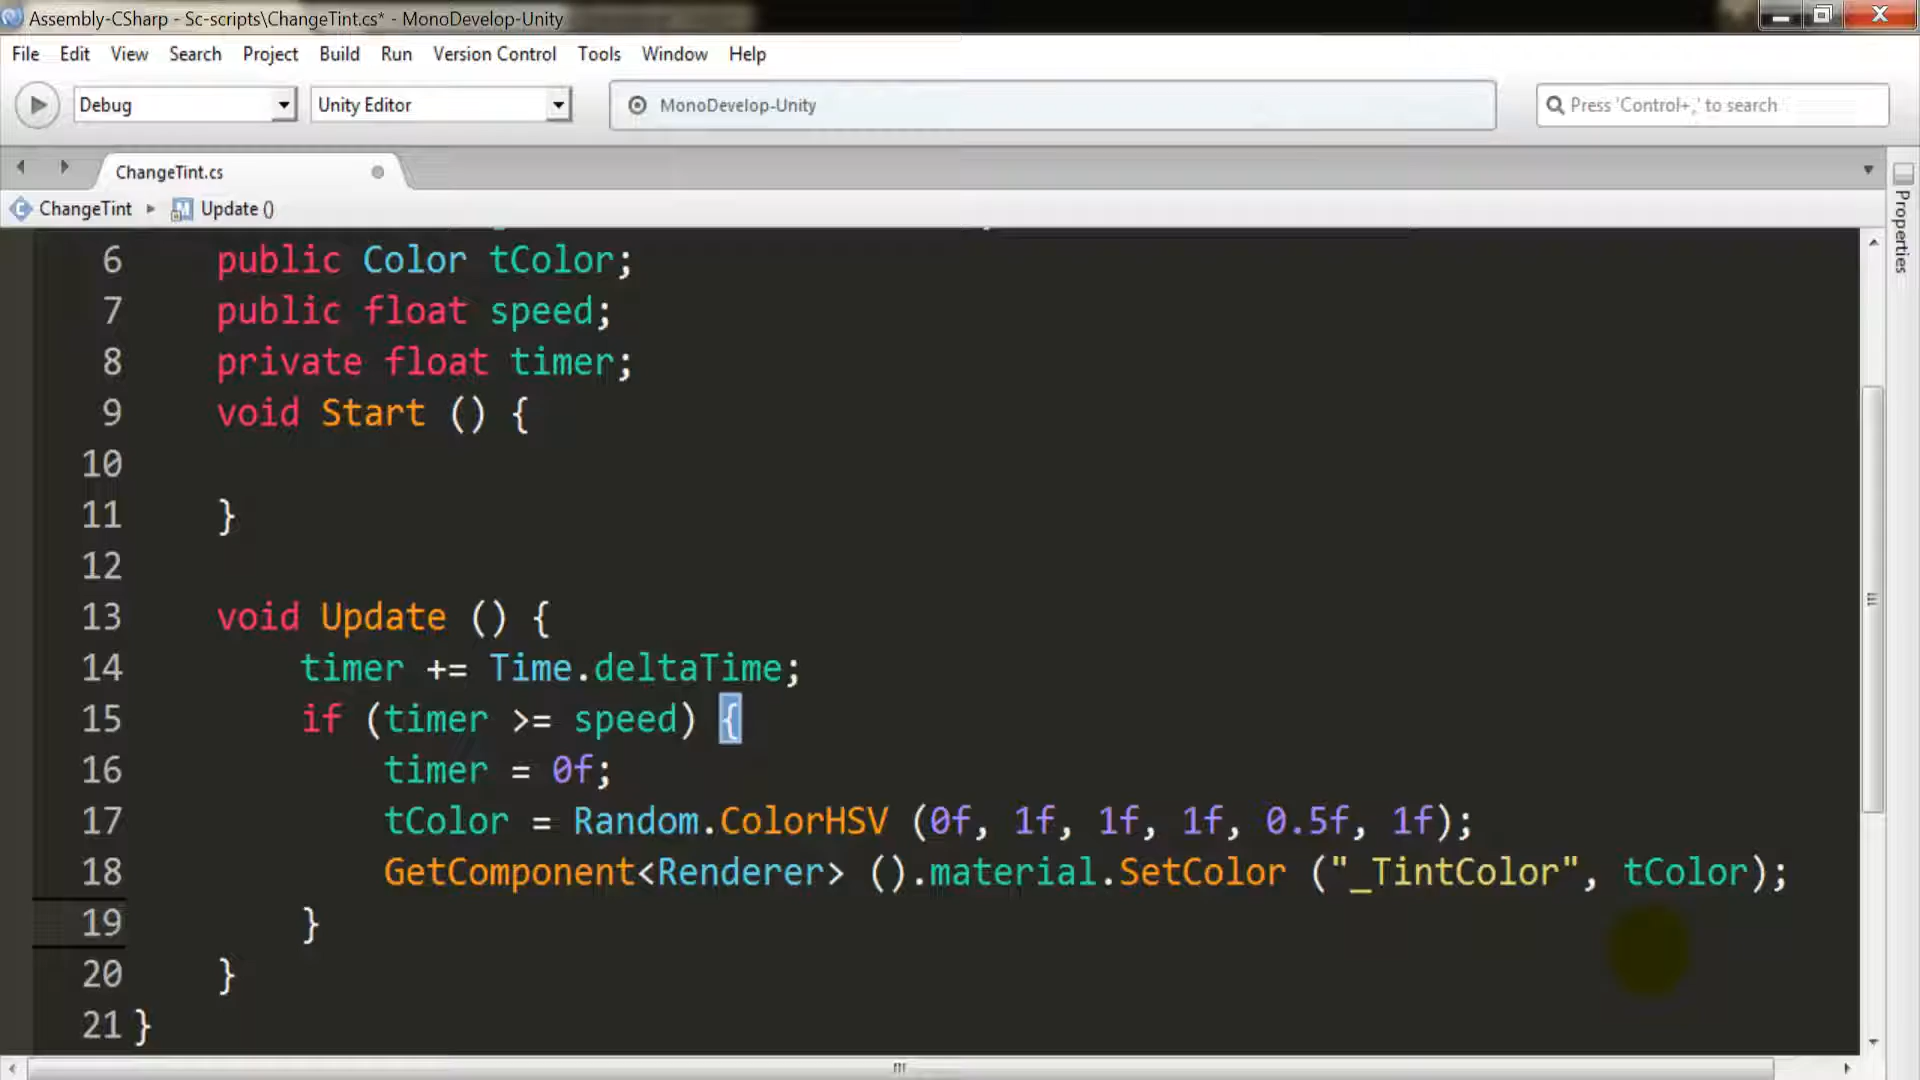 Assembly-CSharp - Sc-scripts\ChangeTint.cs* - MonoDevelop-Unity
File Edit View Search Project Build Run Version Control Tools Window Help
Debug Unity Editor MonoDevelop-Unity Press 'Control+,' to search
ChangeTint.cs
ChangeTint Update ()
Properties
6 public Color tColor;
7 public float speed;
8 private float timer;
9 void Start () {
10
11 }
12
13 void Update () {
14 timer += Time.deltaTime;
15 if (timer >= speed) {
16 timer = 0f;
17 tColor = Random.ColorHSV (0f, 1f, 1f, 1f, 0.5f, 1f);
18 GetComponent<Renderer> ().material.SetColor ("_TintColor", tColor);
19 }
20 }
21 }